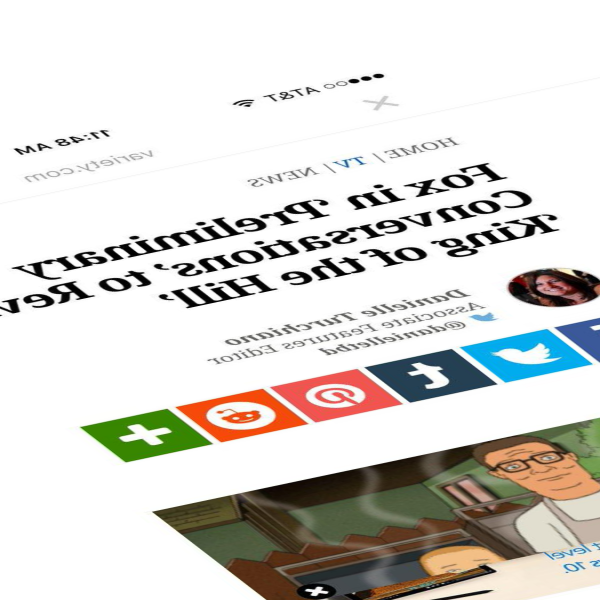 AT&T
11:48 AM
variety.com
HOME | TV | NEWS
Fox in 'Preliminary
Conversations' to Rev
'King of the Hill'
Danielle Turchiano
Associate Features Editor
@danielletbd
t level
s 10.